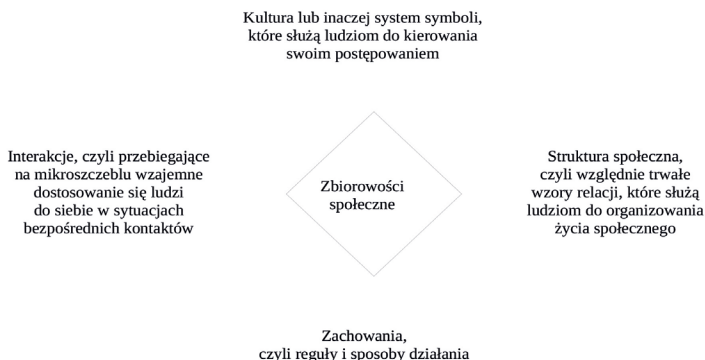 Kultura lub inaczej system symboli,
które służą ludziom do kierowania
swoim postępowaniem
Interakcje, czyli przebiegające
na mikroszczeblu wzajemne
dostosowanie się ludzi
do siebie w sytuacjach
bezpośrednich kontaktów
Zbiorowości
społeczne
Struktura społeczna,
czyli względnie trwałe
wzory relacji, które służą
ludziom do organizowania
życia społecznego
Zachowania,
czyli reguły i sposoby działania